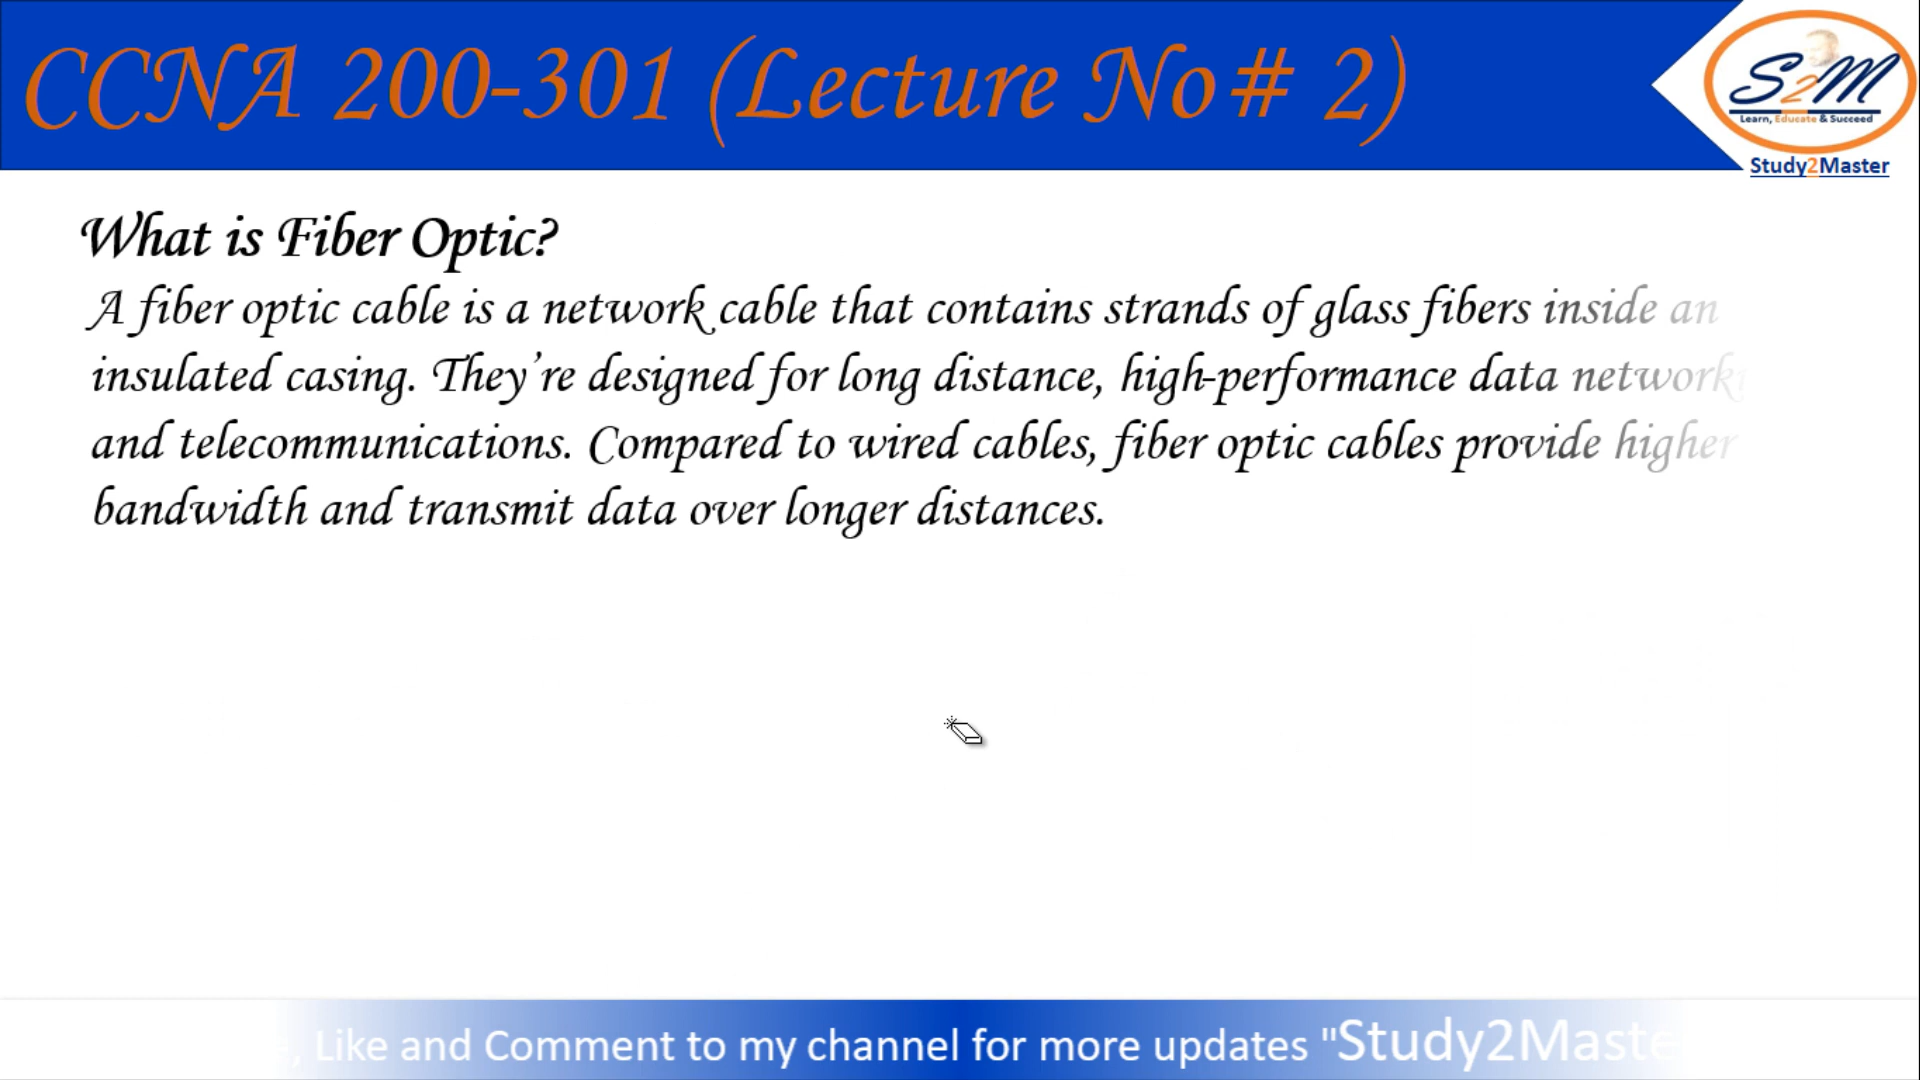 CCNA 200-301 (Lecture No# 2)
S2M
Learn, Educate & Succeed
Study2Master
What is Fiber Optic?
A fiber optic cable is a network cable that contains strands of glass fibers inside an
insulated casing. They're designed for long distance, high-performance data network
and telecommunications. Compared to wired cables, fiber optic cables provide higher
bandwidth and transmit data over longer distances.
, Like and Comment to my channel for more updates "Study2Maste